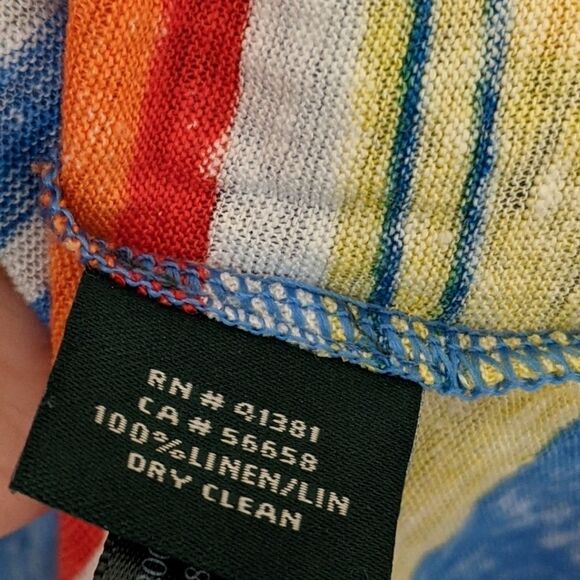 RN # 41381
CA # 56658
100% LINEN/LIN
DRY CLEAN